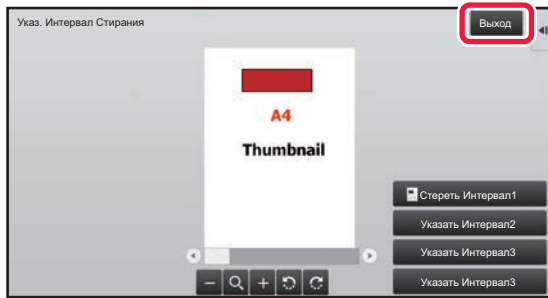 Указ. Интервал Стирания
Выход
A4
Thumbnail
Стереть Интервал1
Указать Интервал2
Указать Интервал3
Указать Интервал3